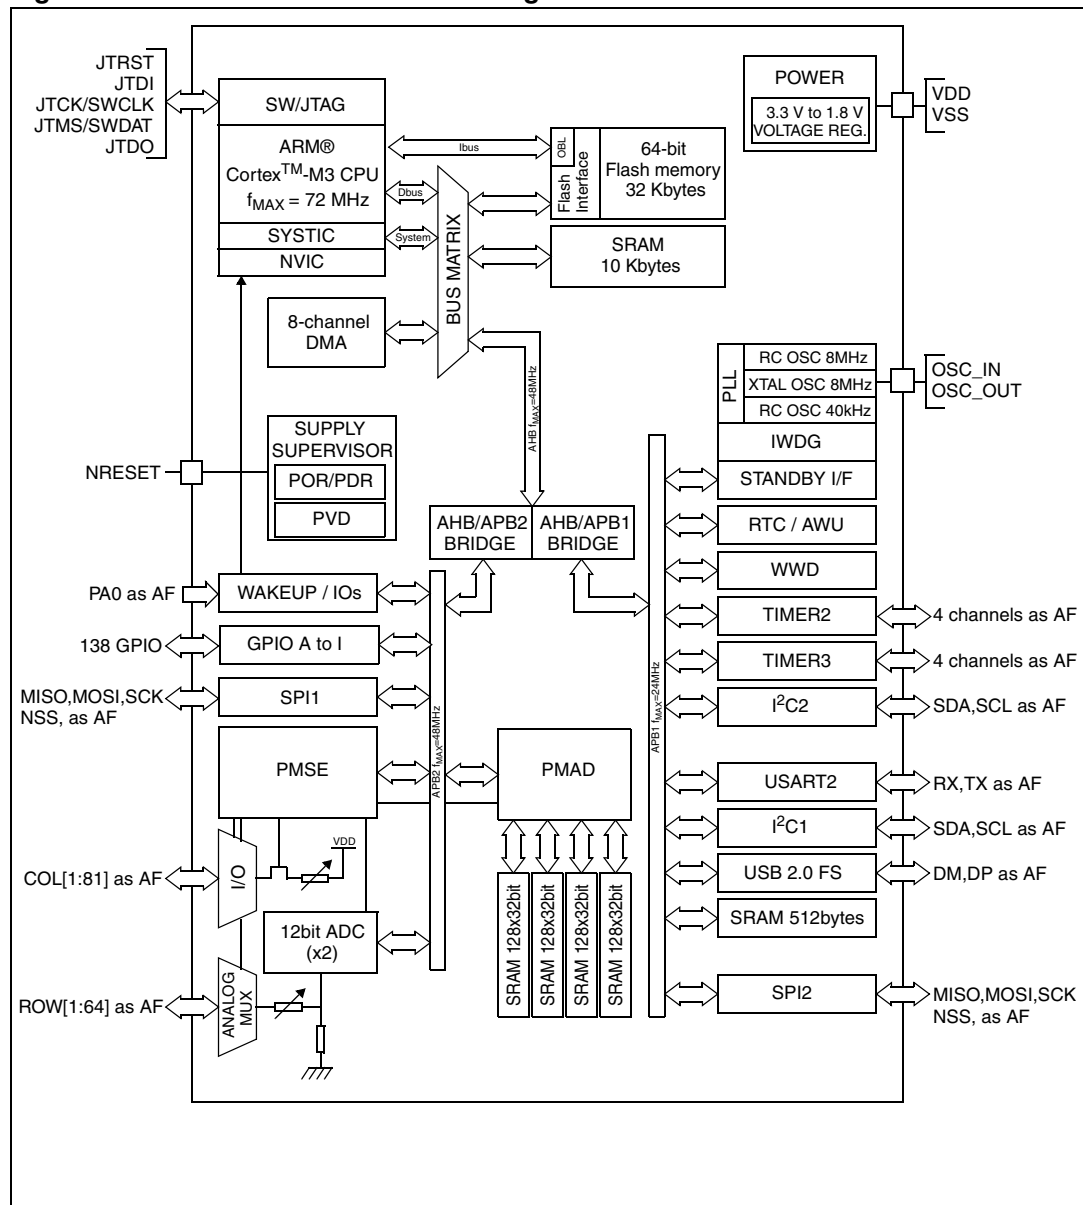 JTRST
JTDI
JTCK/SWCLK
JTMS/SWDAT
JTDO
SW/JTAG
ARM®
Cortex™-M3 CPU
fMAX = 72 MHz
SYSTIC
NVIC
Ibus
Dbus
System
BUS MATRIX
OBL
Flash
Interface
64-bit
Flash memory
32 Kbytes
SRAM
10 Kbytes
POWER
3.3 V to 1.8 V
VOLTAGE REG.
VDD
VSS
8-channel
DMA
AHB fMAX=48MHz
PLL
RC OSC 8MHz
XTAL OSC 8MHz
RC OSC 40kHz
OSC_IN
OSC_OUT
IWDG
STANDBY I/F
RTC / AWU
WWD
NRESET
SUPPLY
SUPERVISOR
POR/PDR
PVD
AHB/APB2
BRIDGE
AHB/APB1
BRIDGE
PA0 as AF
WAKEUP / IOs
138 GPIO
GPIO A to I
MISO,MOSI,SCK
NSS, as AF
SPI1
APB2 fMAX=48MHz
APB1 fMAX=24MHz
TIMER2
4 channels as AF
TIMER3
4 channels as AF
I²C2
SDA,SCL as AF
PMSE
PMAD
USART2
RX,TX as AF
I²C1
SDA,SCL as AF
USB 2.0 FS
DM,DP as AF
SRAM 512bytes
SPI2
MISO,MOSI,SCK
NSS, as AF
VDD
COL[1:81] as AF
I/O
12bit ADC
(x2)
ROW[1:64] as AF
ANALOG
MUX
SRAM 128x32bit
SRAM 128x32bit
SRAM 128x32bit
SRAM 128x32bit